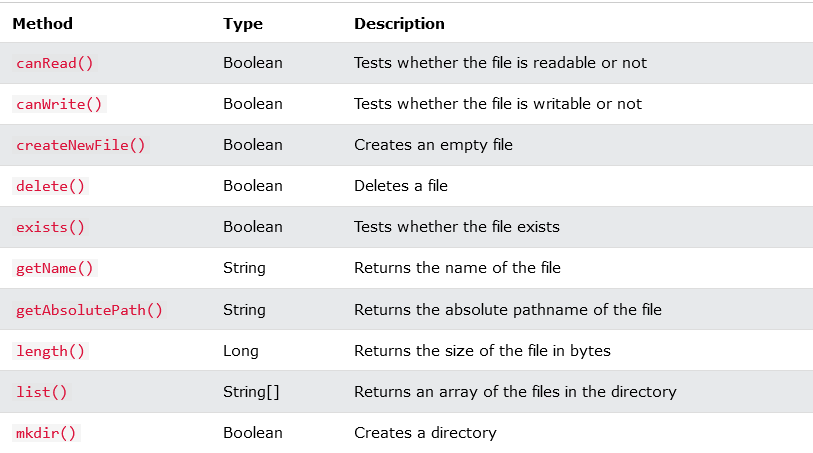 Method Type Description
canRead() Boolean Tests whether the file is readable or not
canWrite() Boolean Tests whether the file is writable or not
createNewFile() Boolean Creates an empty file
delete() Boolean Deletes a file
exists() Boolean Tests whether the file exists
getName() String Returns the name of the file
getAbsolutePath() String Returns the absolute pathname of the file
length() Long Returns the size of the file in bytes
list() String[] Returns an array of the files in the directory
mkdir() Boolean Creates a directory